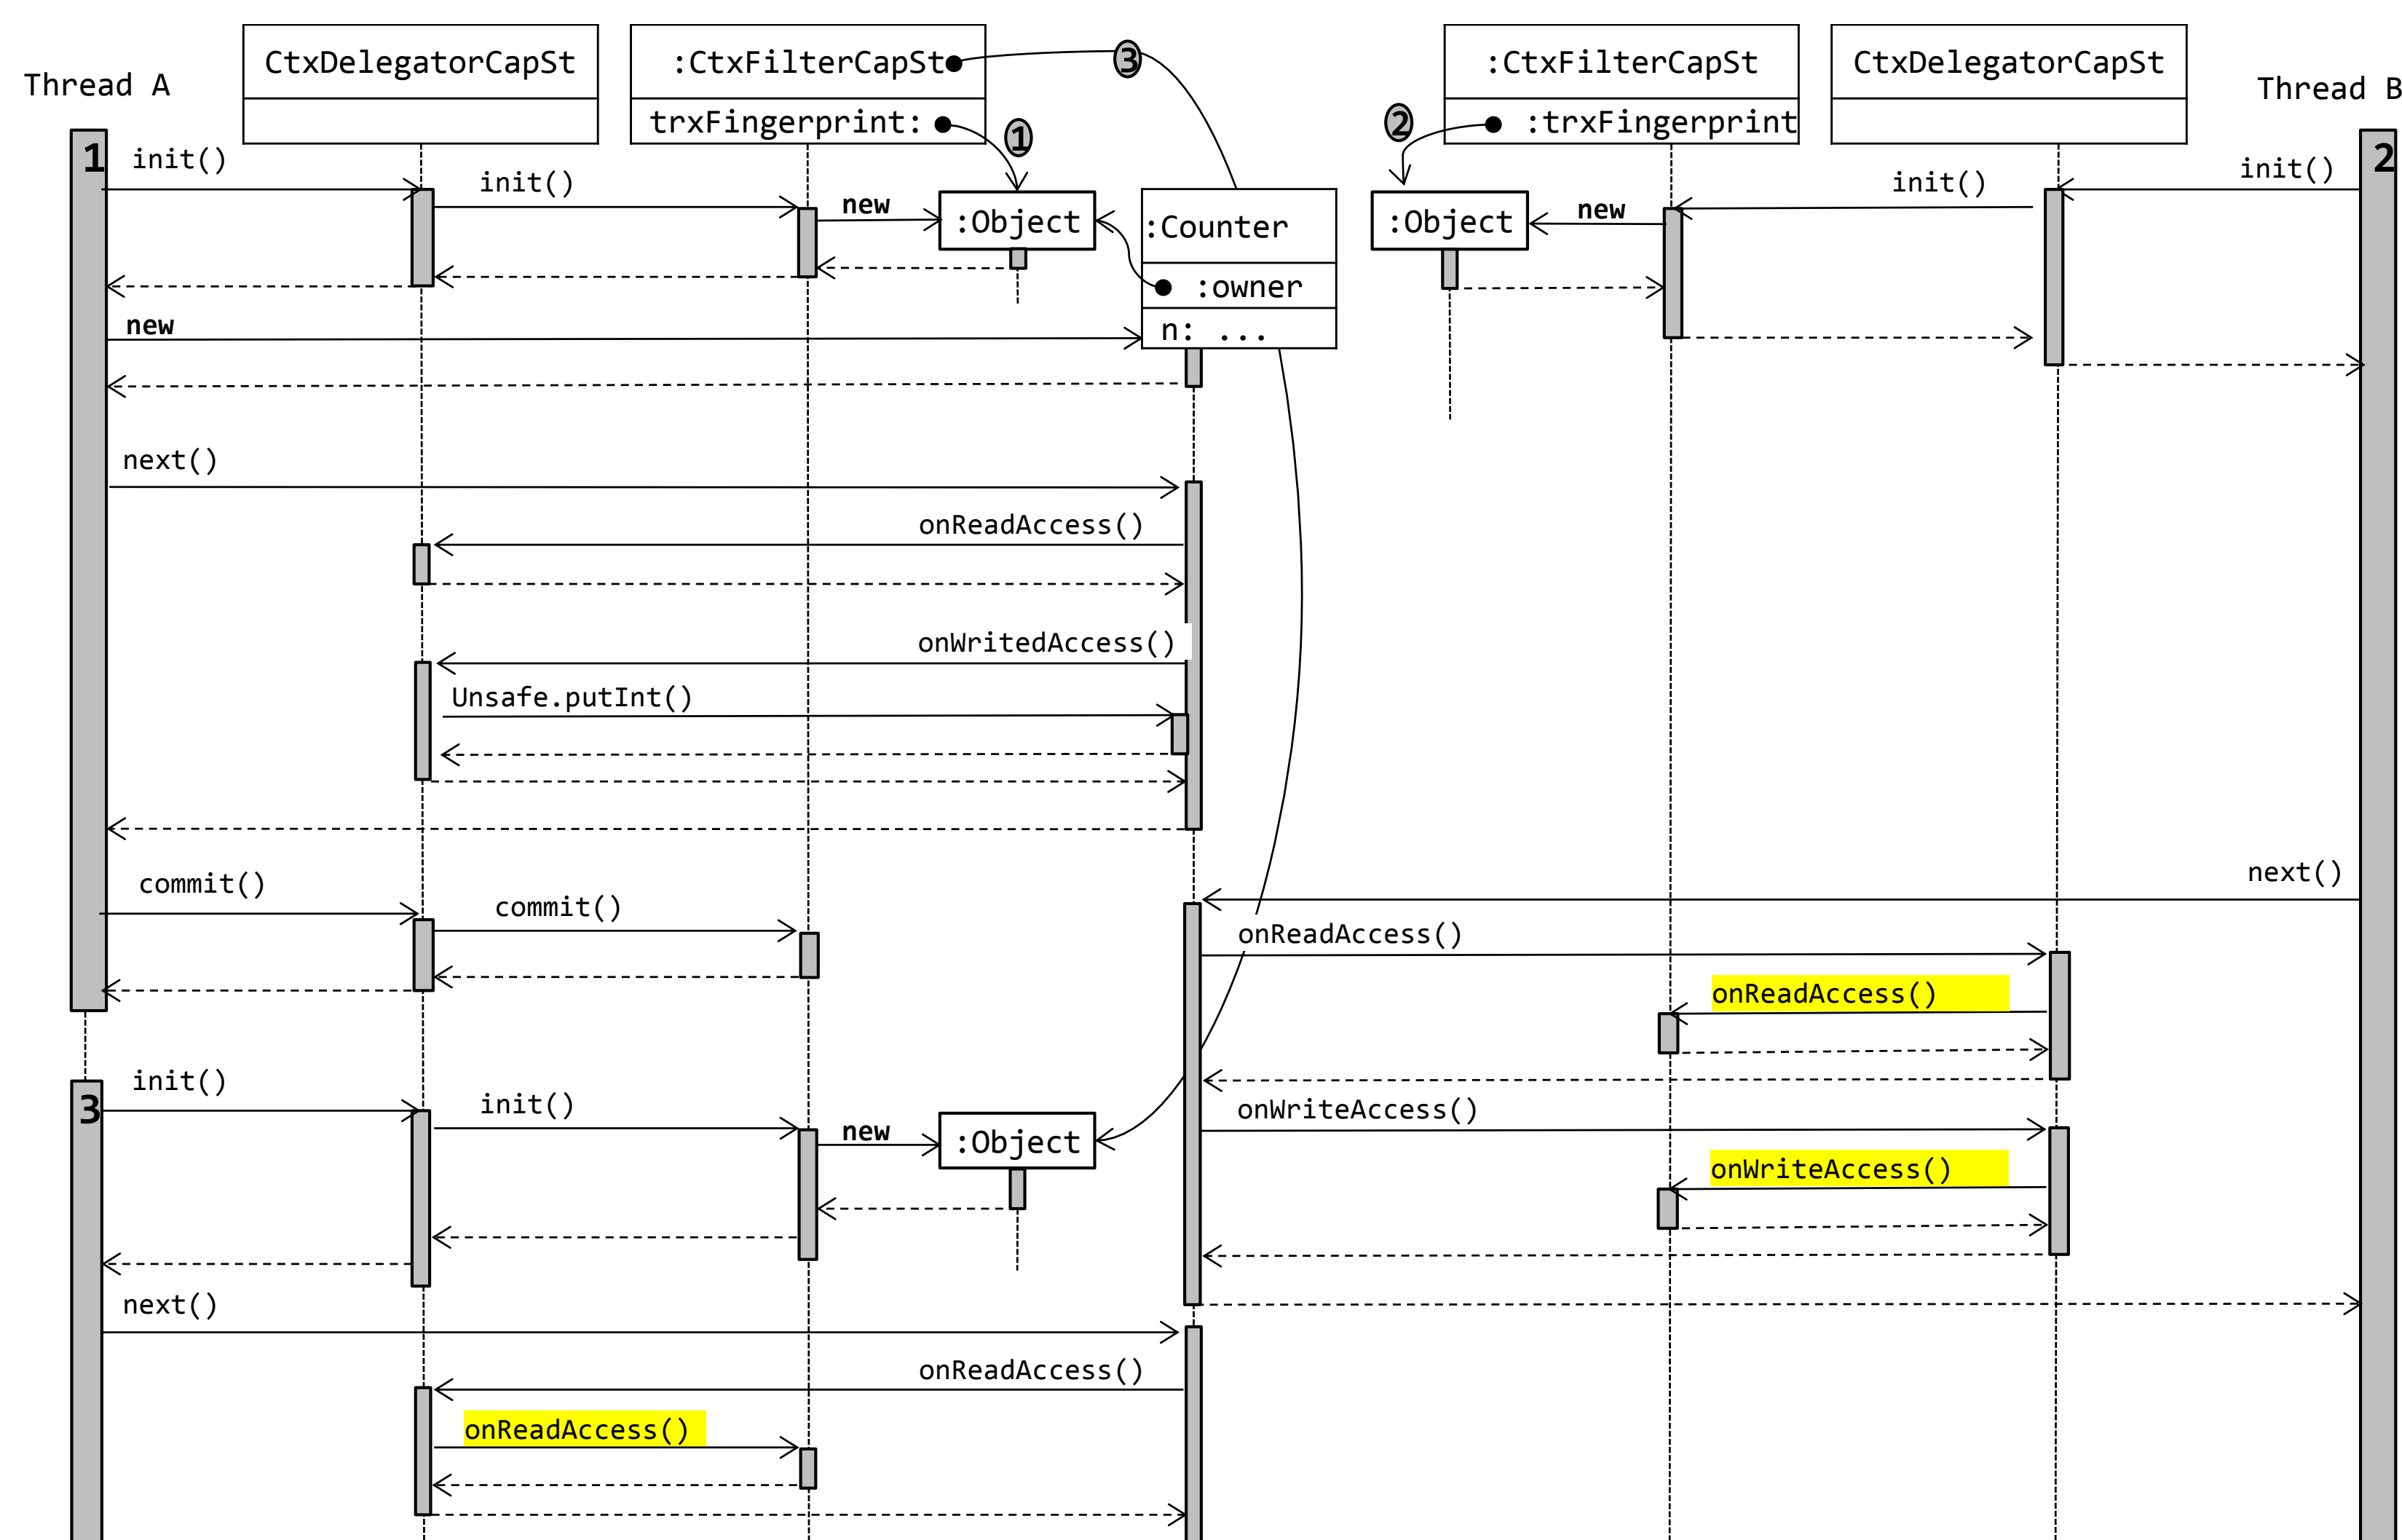 Thread A
CtxDelegatorCapSt
:CtxFilterCapSt
3
:CtxFilterCapSt
CtxDelegatorCapSt
Thread B
trxFingerprint:
1
2
:trxFingerprint
1
init()
init()
new
:Object
:Counter
:Object
new
init()
init()
2
:owner
new
n: ...
next()
onReadAccess()
onWritedAccess()
Unsafe.putInt()
next()
commit()
commit()
onReadAccess()
onReadAccess()
init()
3
init()
new
:Object
onWriteAccess()
onWriteAccess()
next()
onReadAccess()
onReadAccess()